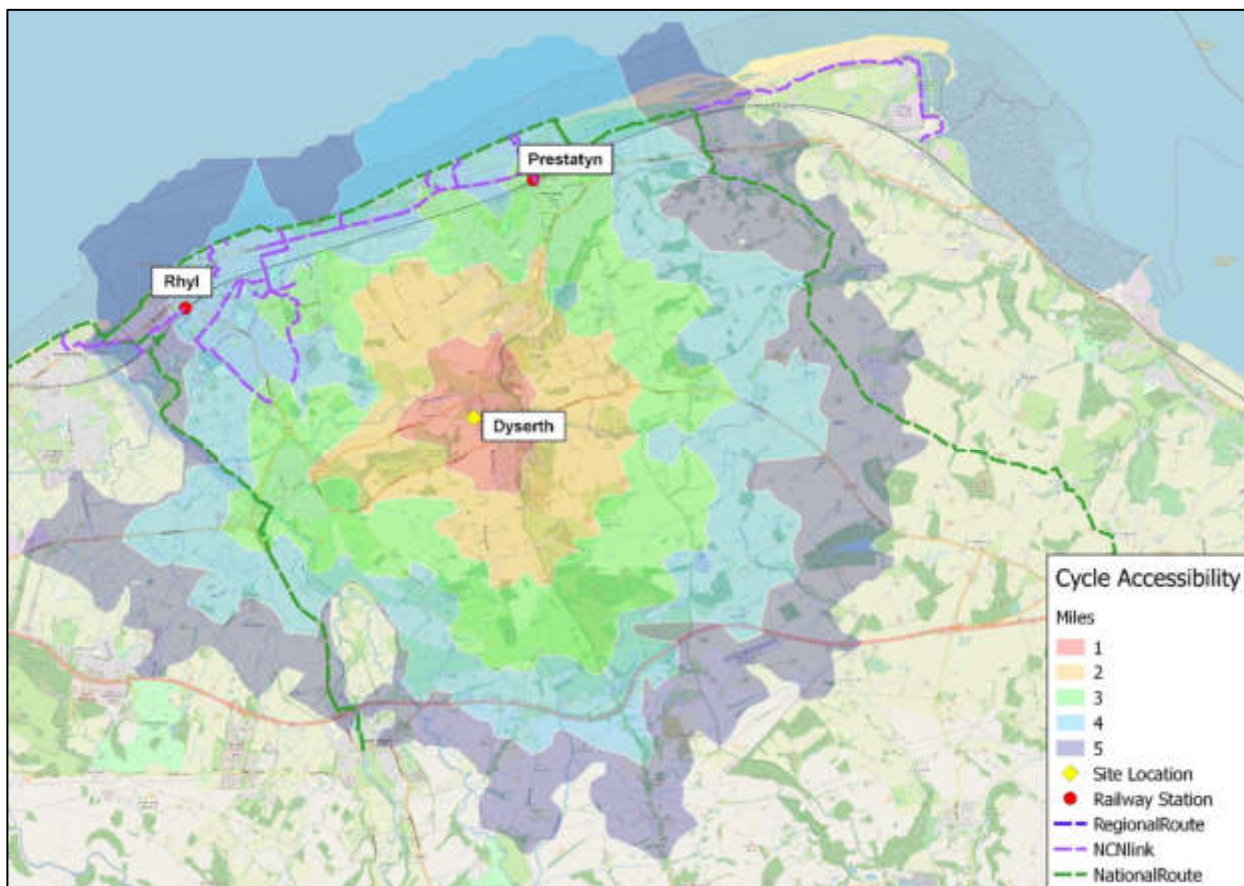 Prestatyn
Rhyl
Dyserth
Cycle Accessibility
Miles
1
2
3
4
5
Site Location
Railway Station
RegionalRoute
NCNlink
NationalRoute